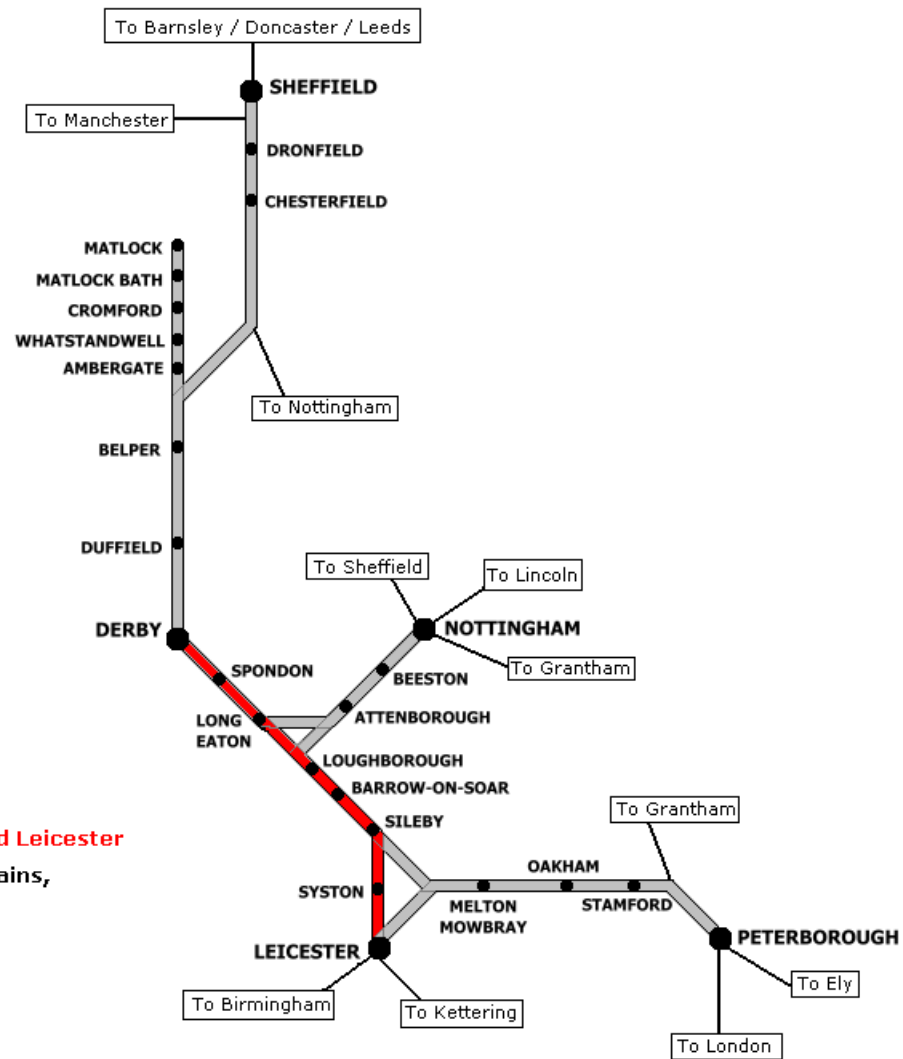 To Barnsley / Doncaster / Leeds
SHEFFIELD
To Manchester
DRONFIELD
CHESTERFIELD
MATLOCK
MATLOCK BATH
CROMFORD
WHATSTANDWELL
AMBERGATE
To Nottingham
BELPER
DUFFIELD
To Sheffield
To Lincoln
DERBY
NOTTINGHAM
To Grantham
SPONDON
BEESTON
LONG
EATON
ATTENBOROUGH
LOUGHBOROUGH
BARROW-ON-SOAR
SILEBY
To Grantham
d Leicester
ains,
OAKHAM
SYSTON
MELTON
MOWBRAY
STAMFORD
LEICESTER
PETERBOROUGH
To Ely
To Birmingham
To Kettering
To London